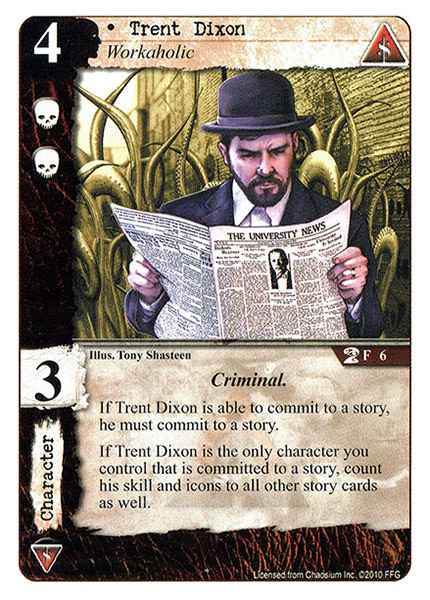 4
• Trent Dixon
Workaholic
THE UNIVERSITY NEWS
Illus. Tony Shasteen
F 6
3
Criminal.
If Trent Dixon is able to commit to a story,
he must commit to a story.
If Trent Dixon is the only character you
control that is committed to a story, count
his skill and icons to all other story cards
as well.
Character
Licensed from Chaosium Inc. ©2010 FFG